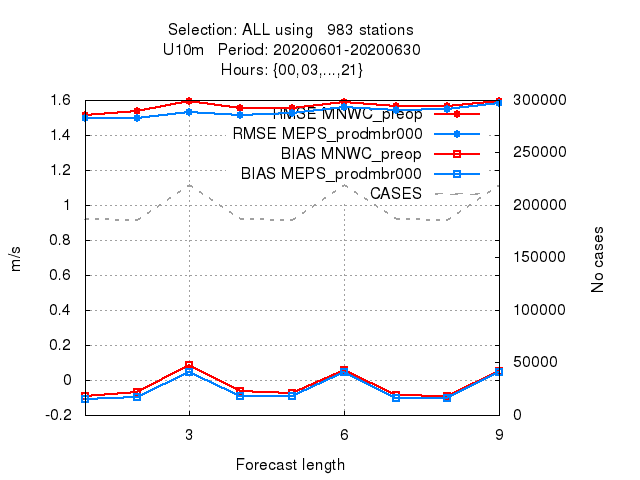 Selection: ALL using   983 stations
U10m   Period: 20200601-20200630
Hours: {00,03,...,21}
1.6
1.4
1.2
1
0.8
0.6
0.4
0.2
0
-0.2
m/s
RMSE MNWC_preop
RMSE MEPS_prodmbr000
BIAS MNWC_preop
BIAS MEPS_prodmbr000
CASES
300000
250000
200000
150000
100000
50000
0
No cases
3
6
9
Forecast length